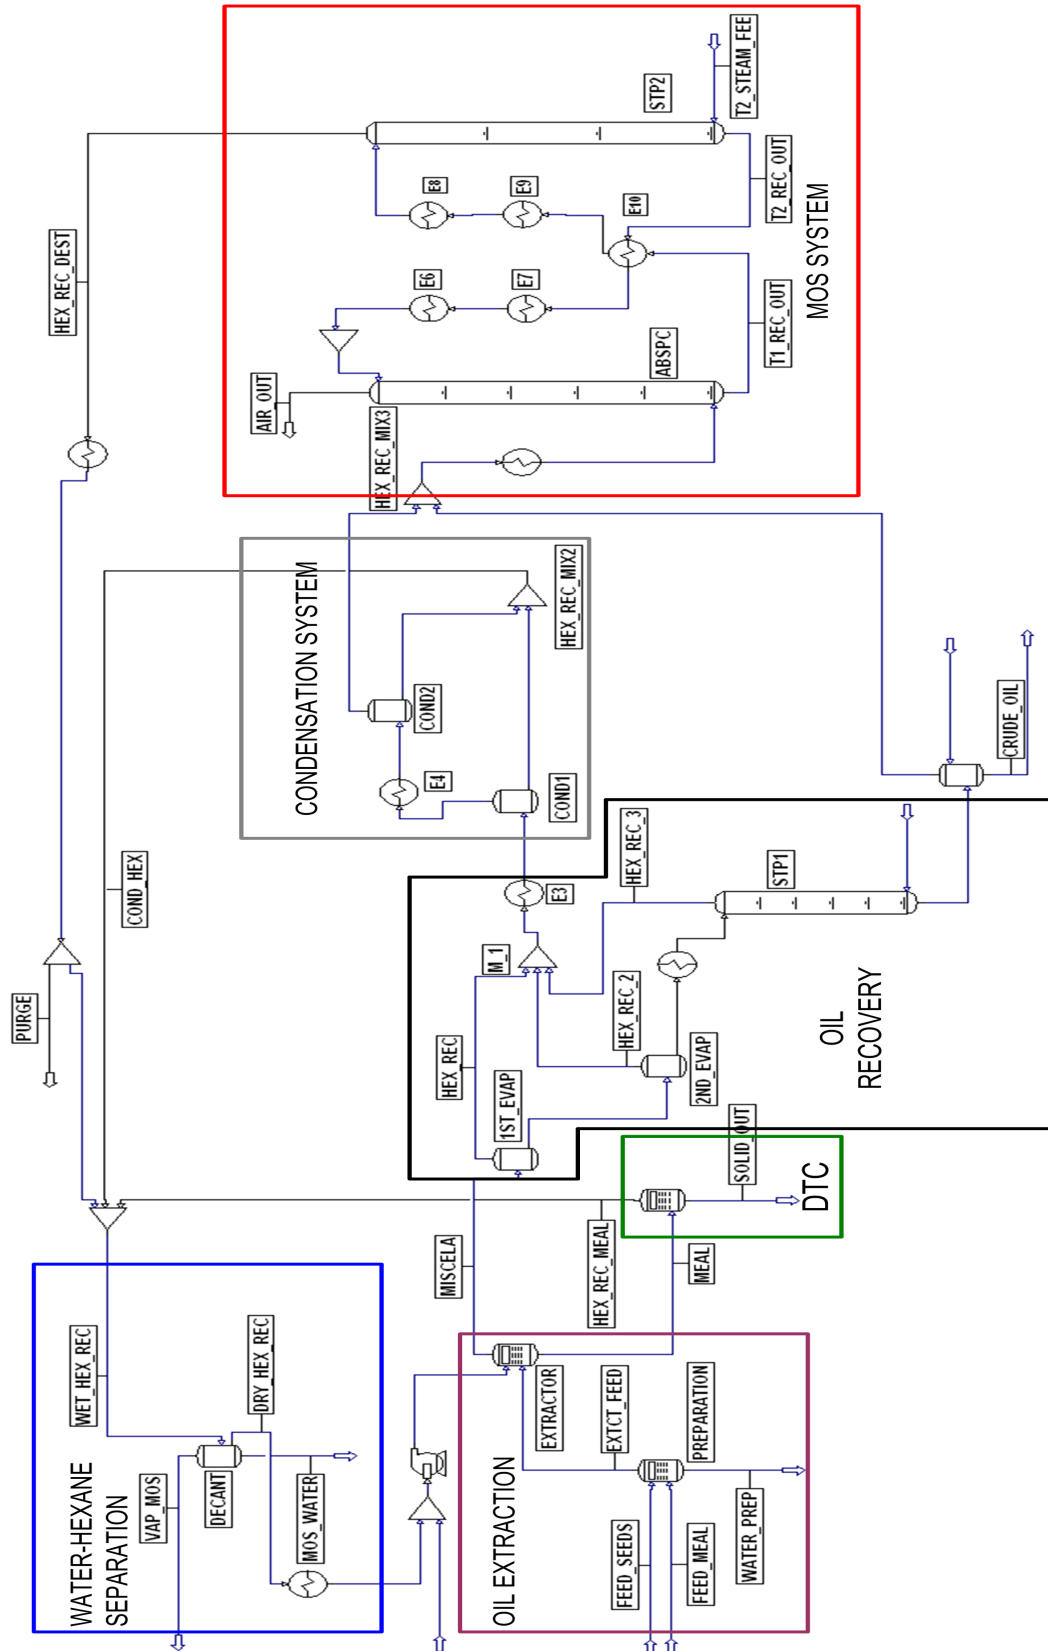 WATER-HEXANE
SEPARATION
VAP_MOS
WET_HEX_REC
DECANT
DRY_HEX_REC
MOS_WATER
PURGE
COND_HEX
HEX_REC_DEST
OIL EXTRACTION
FEED_SEEDS
FEED_MEAL
WATER_PREP
PREPARATION
EXTCT_FEED
EXTRACTOR
MISCELA
HEX_REC_MEAL
MEAL
DTC
SOLID_OUT
OIL
RECOVERY
1ST_EVAP
HEX_REC
2ND_EVAP
HEX_REC_2
M_1
HEX_REC_3
STP1
E3
CRUDE_OIL
CONDENSATION SYSTEM
COND1
E4
COND2
HEX_REC_MIX2
HEX_REC_MIX3
AIR_OUT
ABSPC
E6
E7
E8
E9
E10
STP2
T1_REC_OUT
T2_REC_OUT
T2_STEAM_FEE
MOS SYSTEM